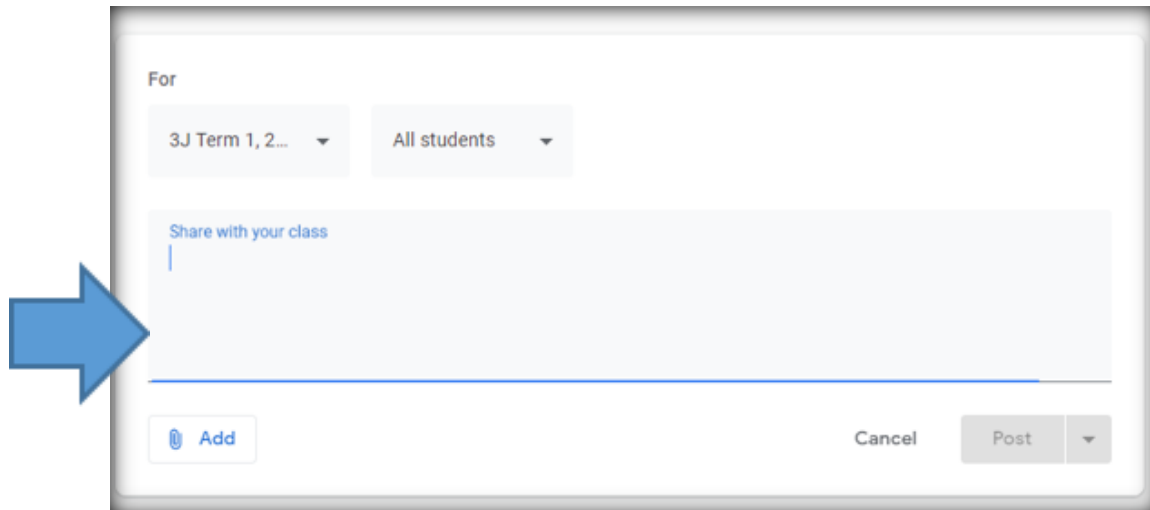 For
3J Term 1, 2... All students
Share with your class
Add Cancel Post